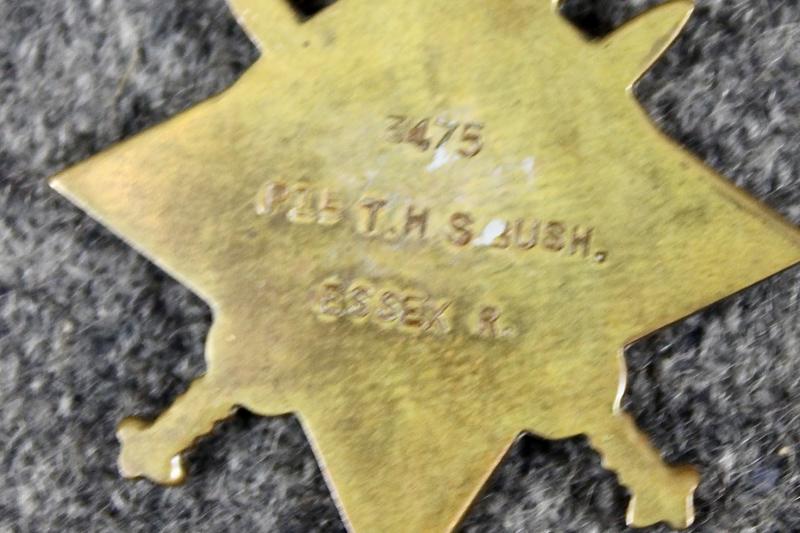 3475
PTE T.H.S.BUSH.
ESSEX R.